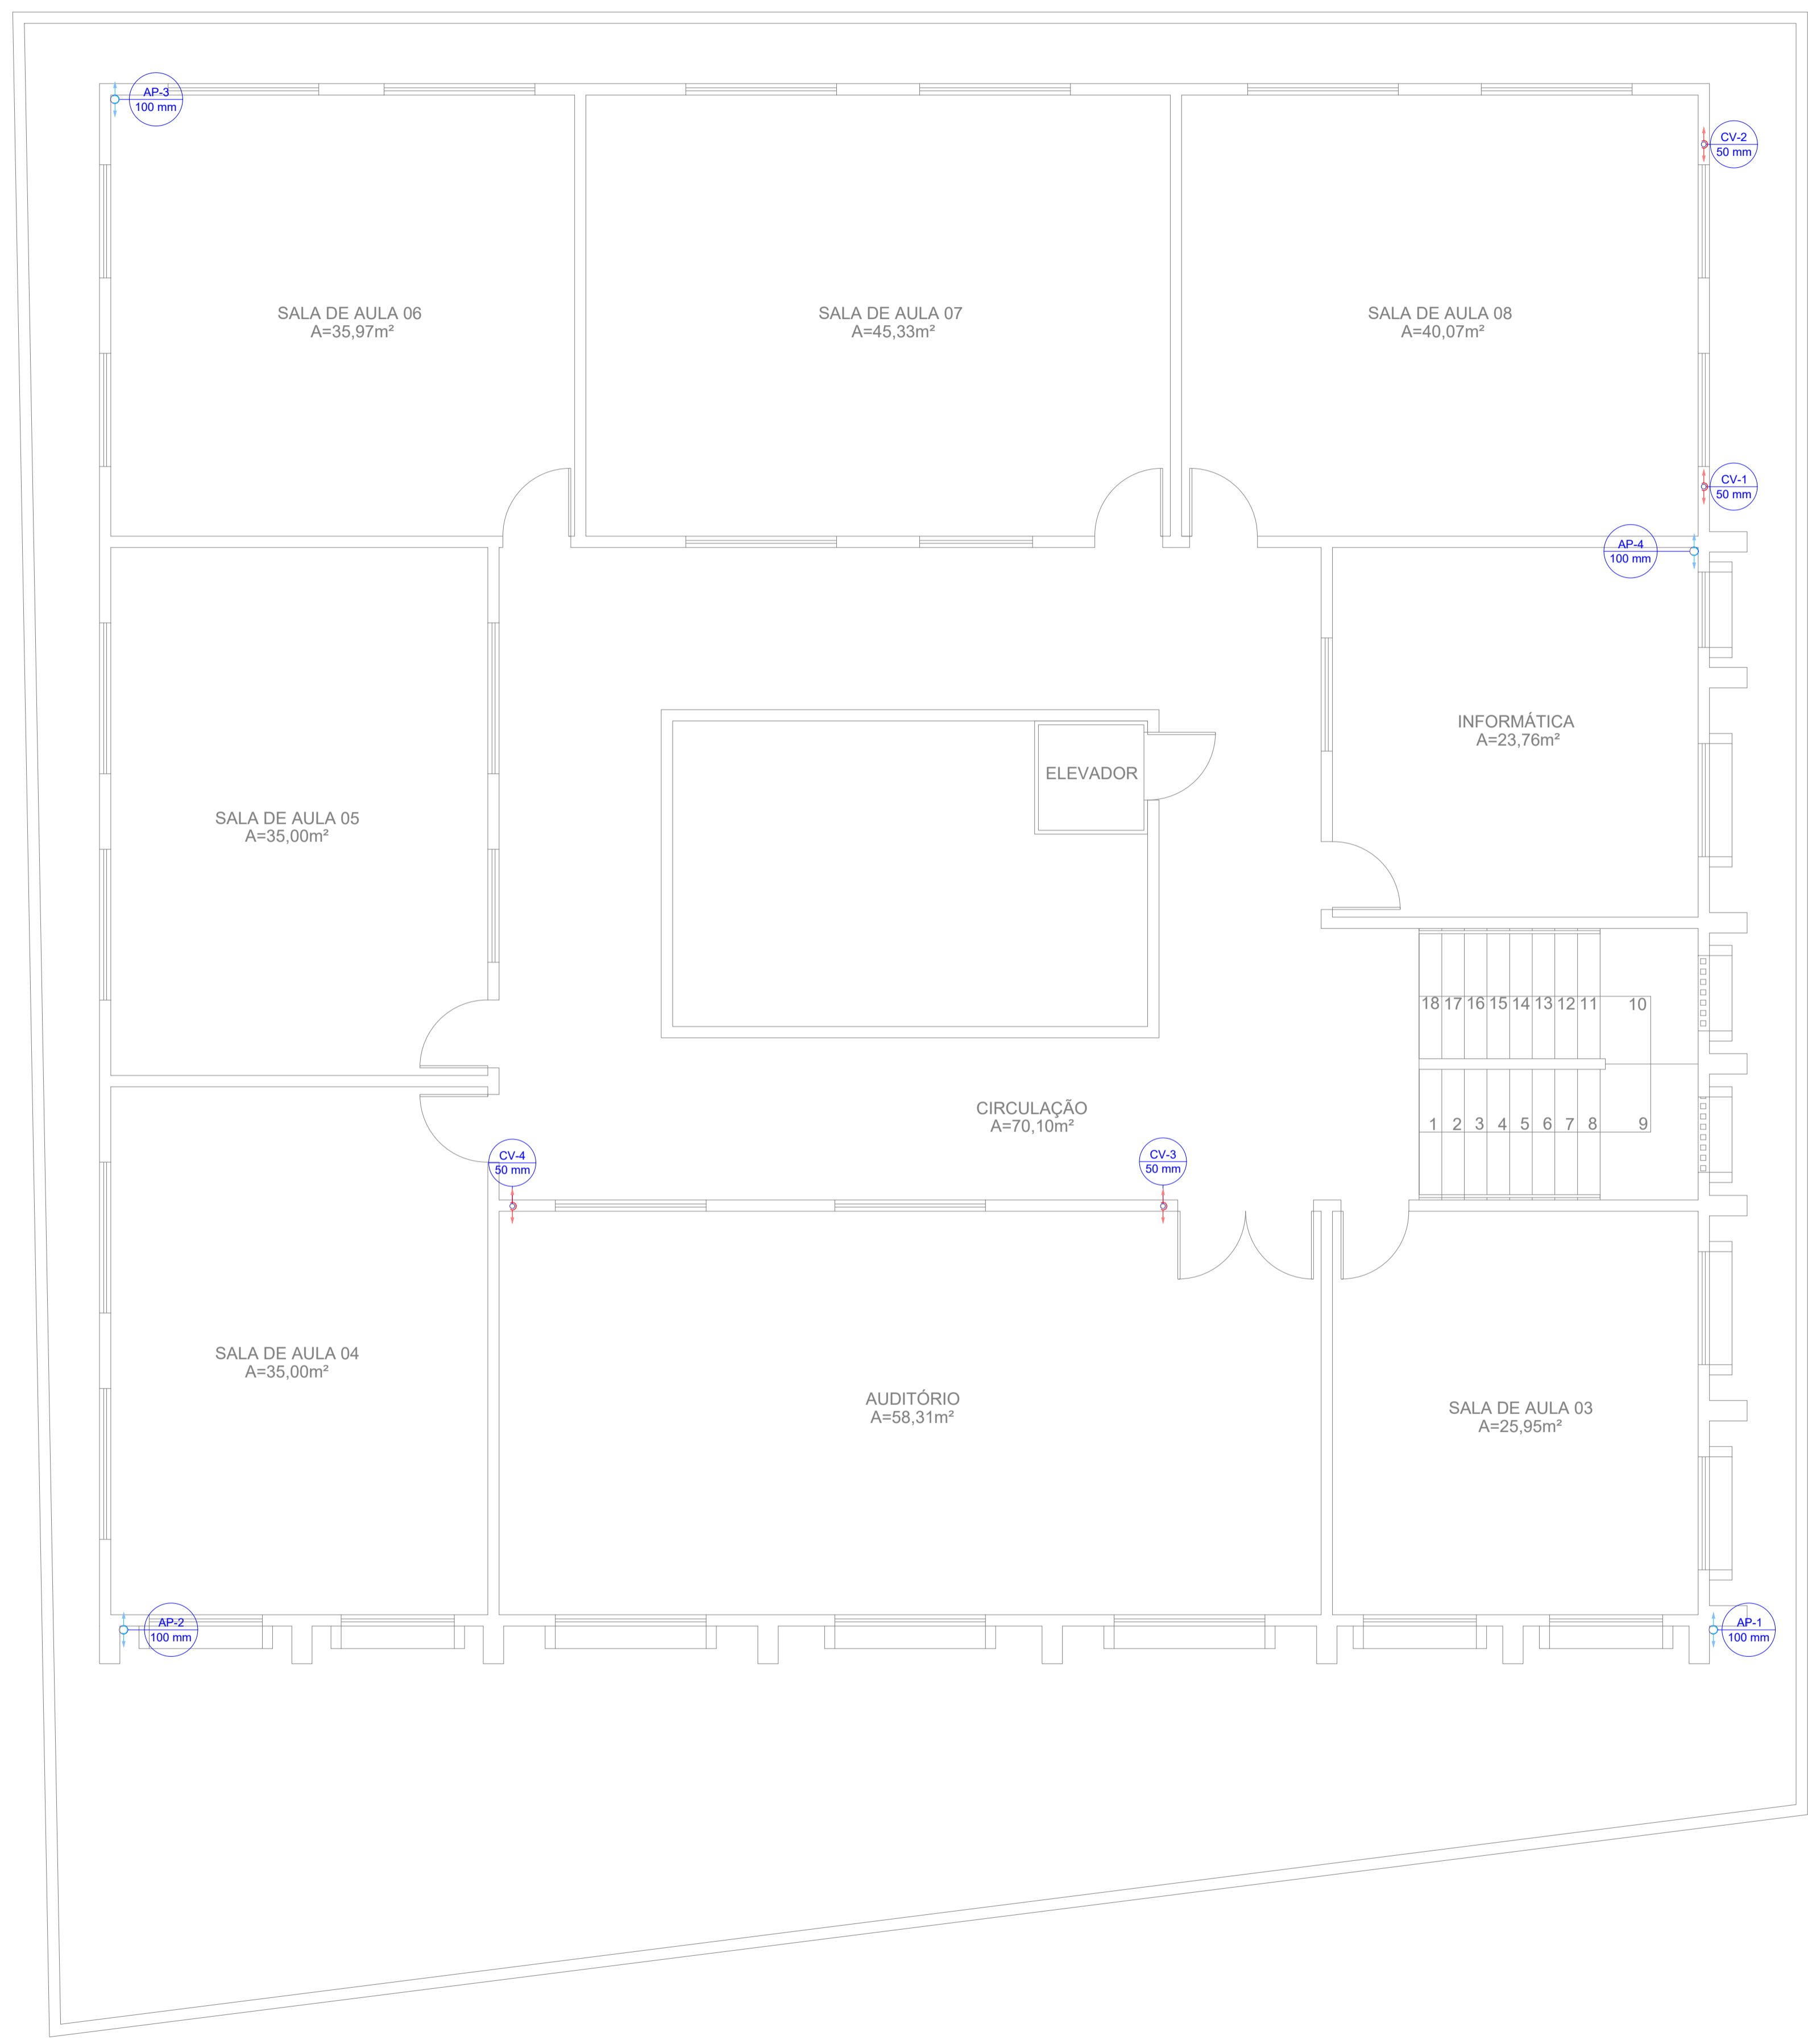 AP-3
100 mm
CV-2
50 mm
SALA DE AULA 06
A=35,97m²
SALA DE AULA 07
A=45,33m²
SALA DE AULA 08
A=40,07m²
CV-1
50 mm
AP-4
100 mm
INFORMÁTICA
A=23,76m²
ELEVADOR
SALA DE AULA 05
A=35,00m²
18 17 16 15 14 13 12 11 10
CIRCULAÇÃO
A=70,10m²
1 2 3 4 5 6 7 8 9
CV-4
50 mm
CV-3
50 mm
SALA DE AULA 04
A=35,00m²
AUDITÓRIO
A=58,31m²
SALA DE AULA 03
A=25,95m²
AP-2
100 mm
AP-1
100 mm